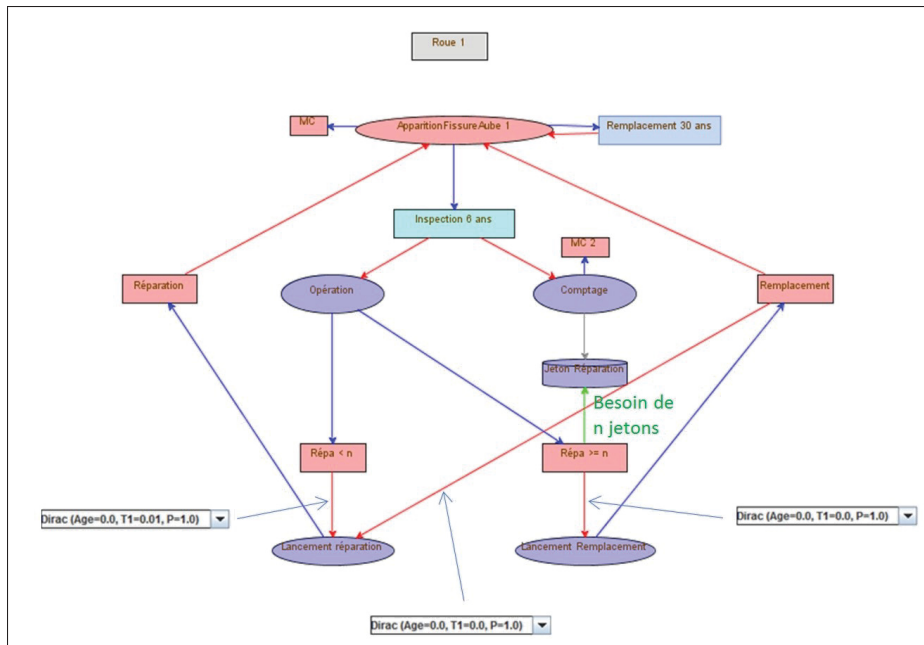 Roue 1
MC
ApparitionFissureAube 1
Remplacement 30 ans
Inspection 6 ans
MC 2
Réparation
Opération
Comptage
Remplacement
Jeton Réparation
Besoin de
n jetons
Répa < n
Répa >= n
Dirac (Age=0.0, T1=0.01, P=1.0)
Dirac (Age=0.0, T1=0.0, P=1.0)
Lancement réparation
Lancement Remplacement
Dirac (Age=0.0, T1=0.0, P=1.0)